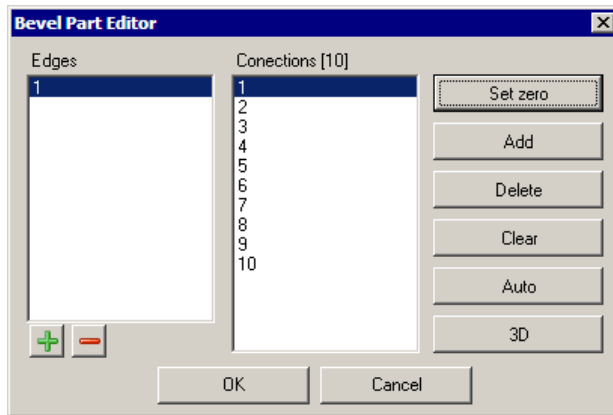 Bevel Part Editor
Edges
Conections [10]
1
1
2
3
4
5
6
7
8
9
10
Set zero
Add
Delete
Clear
Auto
3D
OK
Cancel